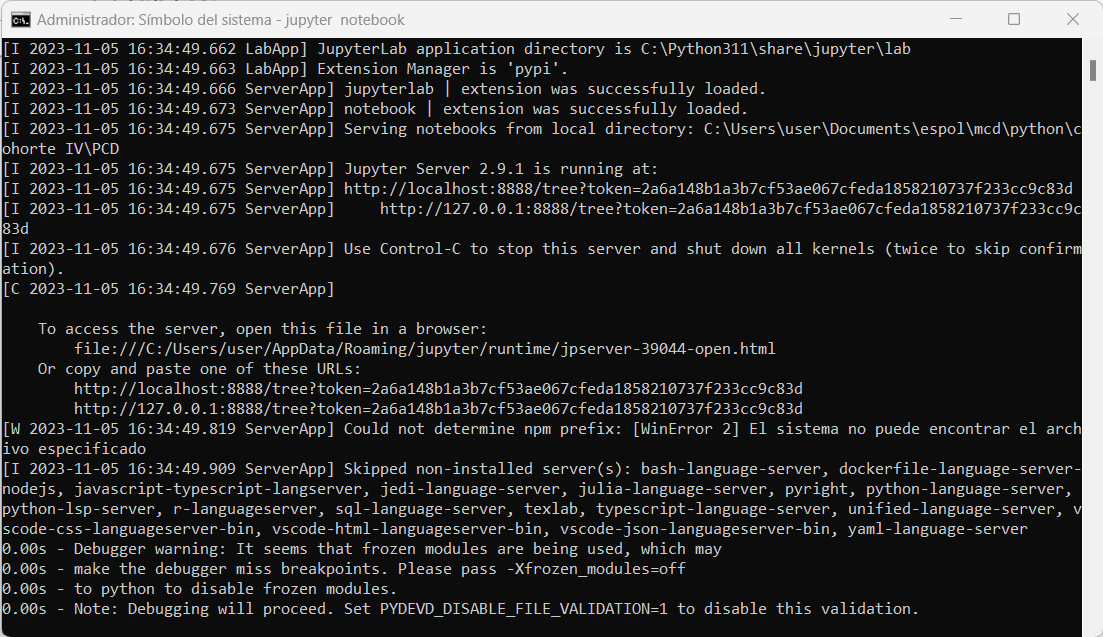 Administrador: Símbolo del sistema - jupyter  notebook
[I 2023-11-05 16:34:49.662 LabApp] JupyterLab application directory is C:\Python311\share\jupyter\lab
[I 2023-11-05 16:34:49.663 LabApp] Extension Manager is 'pypi'.
[I 2023-11-05 16:34:49.666 ServerApp] jupyterlab | extension was successfully loaded.
[I 2023-11-05 16:34:49.673 ServerApp] notebook | extension was successfully loaded.
[I 2023-11-05 16:34:49.675 ServerApp] Serving notebooks from local directory: C:\Users\user\Documents\espol\mcd\python\c
ohorte IV\PCD
[I 2023-11-05 16:34:49.675 ServerApp] Jupyter Server 2.9.1 is running at:
[I 2023-11-05 16:34:49.675 ServerApp] http://localhost:8888/tree?token=2a6a148b1a3b7cf53ae067cfeda1858210737f233cc9c83d
[I 2023-11-05 16:34:49.675 ServerApp]     http://127.0.0.1:8888/tree?token=2a6a148b1a3b7cf53ae067cfeda1858210737f233cc9c
83d
[I 2023-11-05 16:34:49.676 ServerApp] Use Control-C to stop this server and shut down all kernels (twice to skip confirm
ation).
[C 2023-11-05 16:34:49.769 ServerApp]
    To access the server, open this file in a browser:
        file:///C:/Users/user/AppData/Roaming/jupyter/runtime/jpserver-39044-open.html
    Or copy and paste one of these URLs:
        http://localhost:8888/tree?token=2a6a148b1a3b7cf53ae067cfeda1858210737f233cc9c83d
        http://127.0.0.1:8888/tree?token=2a6a148b1a3b7cf53ae067cfeda1858210737f233cc9c83d
[W 2023-11-05 16:34:49.819 ServerApp] Could not determine npm prefix: [WinError 2] El sistema no puede encontrar el arch
ivo especificado
[I 2023-11-05 16:34:49.909 ServerApp] Skipped non-installed server(s): bash-language-server, dockerfile-language-server-
nodejs, javascript-typescript-langserver, jedi-language-server, julia-language-server, pyright, python-language-server,
python-lsp-server, r-languageserver, sql-language-server, texlab, typescript-language-server, unified-language-server, v
scode-css-languageserver-bin, vscode-html-languageserver-bin, vscode-json-languageserver-bin, yaml-language-server
0.00s - Debugger warning: It seems that frozen modules are being used, which may
0.00s - make the debugger miss breakpoints. Please pass -Xfrozen_modules=off
0.00s - to python to disable frozen modules.
0.00s - Note: Debugging will proceed. Set PYDEVD_DISABLE_FILE_VALIDATION=1 to disable this validation.